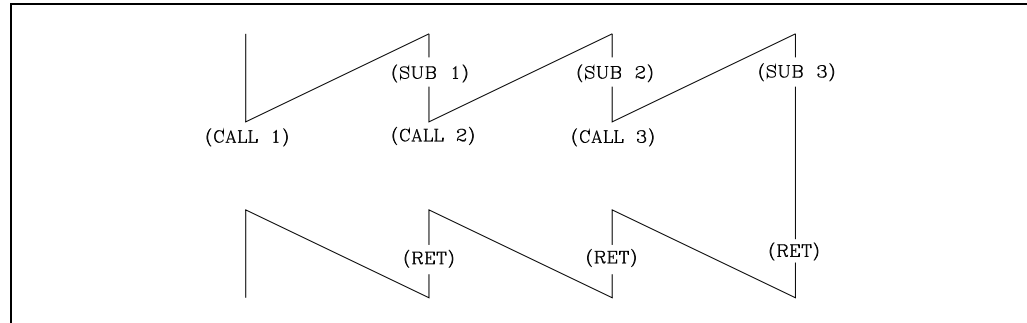 (SUB 1) (SUB 2) (SUB 3)
(CALL 1) (CALL 2) (CALL 3)
(RET) (RET) (RET)